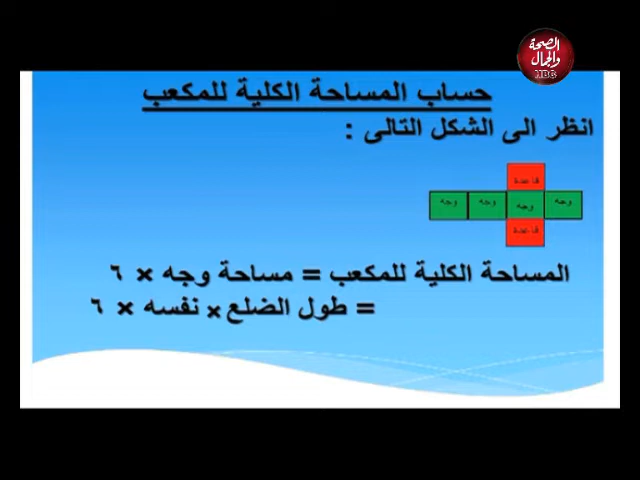 الصحة
والجمال
HBC
حساب المساحة الكلية للمكعب
انظر الى الشكل التالى :
قاعدة
وجه وجه وجه وجه
قاعدة
المساحة الكلية للمكعب = مساحة وجه × ٦
= طول الضلع × نفسه × ٦